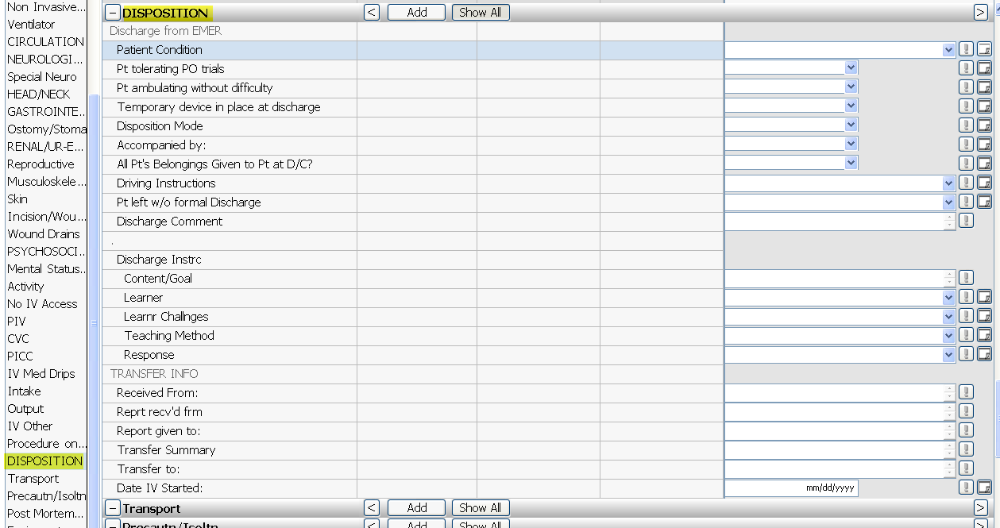 Non Invasive...
Ventilator
CIRCULATION
NEUROLOGI...
Special Neuro
HEAD/NECK
GASTROINTE...
Ostomy/Stoma
RENAL/UR-E...
Reproductive
Musculoskele...
Skin
Incision/Wou...
Wound Drains
PSYCHOSOCI...
Mental Status...
Activity
No IV Access
PIV
CVC
PICC
IV Med Drips
Intake
Output
IV Other
Procedure on...
DISPOSITION
Transport
Precautn/Isoltn
Post Mortem...
DISPOSITION < Add Show All >
Discharge from EMER
Patient Condition
Pt tolerating PO trials
Pt ambulating without difficulty
Temporary device in place at discharge
Disposition Mode
Accompanied by:
All Pt's Belongings Given to Pt at D/C?
Driving Instructions
Pt left w/o formal Discharge
Discharge Comment
.
Discharge Instrc
Content/Goal
Learner
Learnr Challnges
Teaching Method
Response
TRANSFER INFO
Received From:
Reprt recv'd frm
Report given to:
Transfer Summary
Transfer to:
Date IV Started: mm/dd/yyyy
Transport < Add Show All >
Precautn/Isoltn < Add Show All >